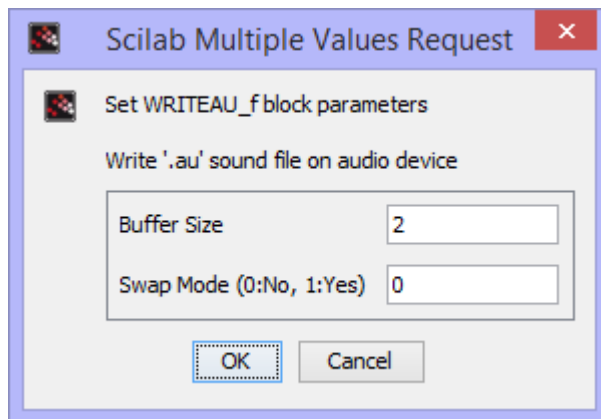 Scilab Multiple Values Request
Set WRITEAU_f block parameters
Write '.au' sound file on audio device
Buffer Size 2
Swap Mode (0:No, 1:Yes) 0
OK Cancel